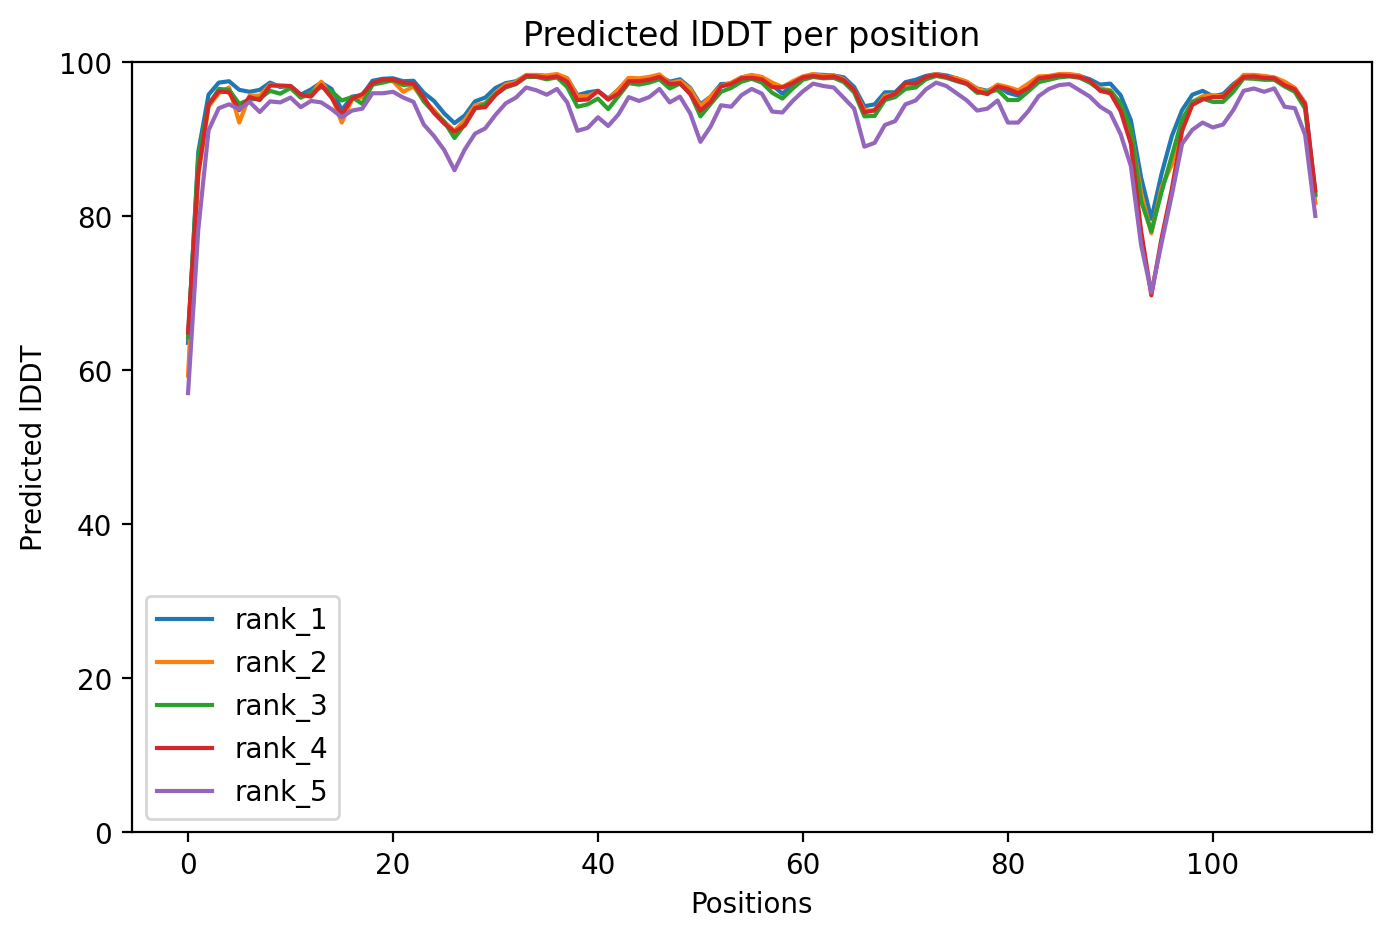 Predicted lDDT per position
100
80
60
40
20
0
Predicted lDDT
rank_1
rank_2
rank_3
rank_4
rank_5
0 20 40 60 80 100
Positions